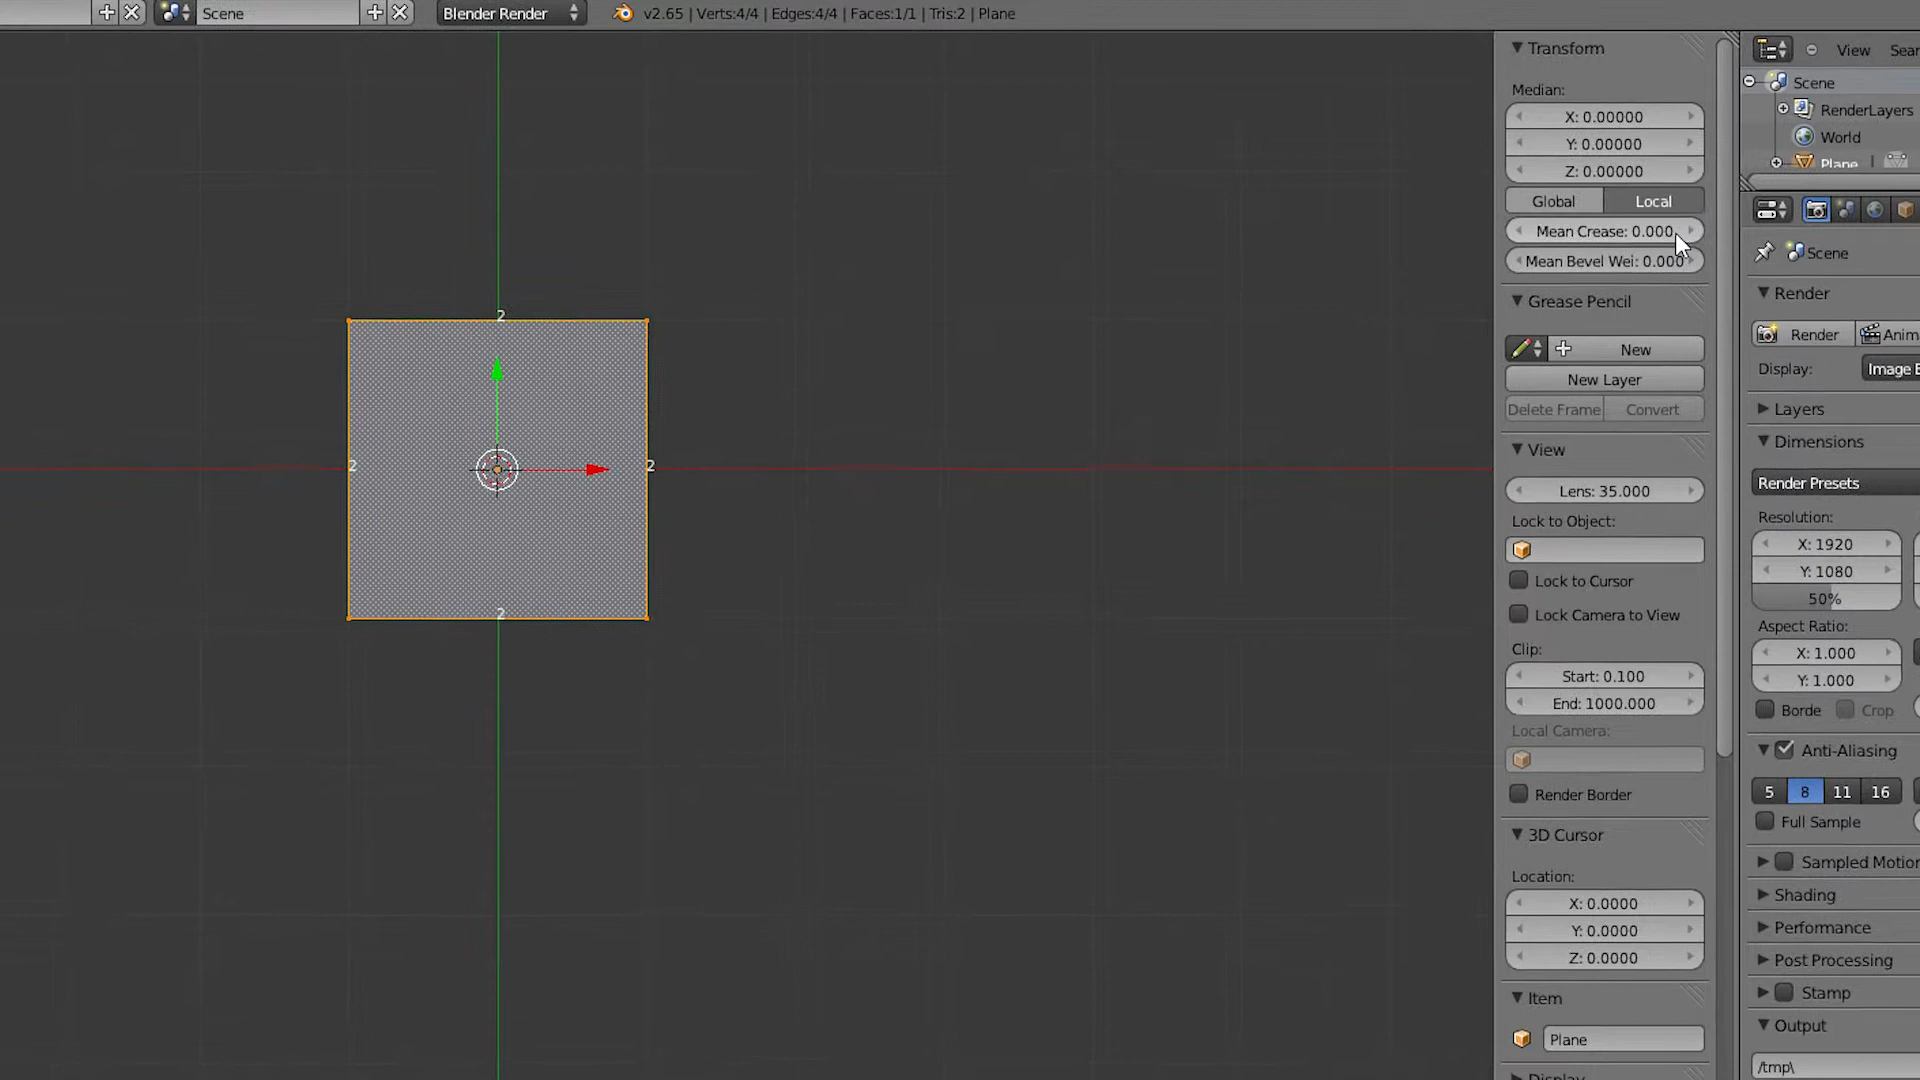 Scene
Blender Render
v2.65 | Verts:4/4 | Edges:4/4 | Faces:1/1 | Tris:2 | Plane
2
2
2
2
Transform
Median:
X: 0.00000
Y: 0.00000
Z: 0.00000
Global
Local
Mean Crease: 0.000
Mean Bevel Wei: 0.000
Grease Pencil
New
New Layer
Delete Frame
Convert
View
Lens: 35.000
Lock to Object:
Lock to Cursor
Lock Camera to View
Clip:
Start: 0.100
End: 1000.000
Local Camera:
Render Border
3D Cursor
Location:
X: 0.0000
Y: 0.0000
Z: 0.0000
Item
Plane
Display
View
Sear
Scene
RenderLayers
World
Plane
Scene
Render
Render
Anim
Display:
Image E
Layers
Dimensions
Render Presets
Resolution:
X: 1920
Y: 1080
50%
Aspect Ratio:
X: 1.000
Y: 1.000
Borde
Crop
Anti-Aliasing
5
8
11
16
Full Sample
Sampled Motion
Shading
Performance
Post Processing
Stamp
Output
/tmp\